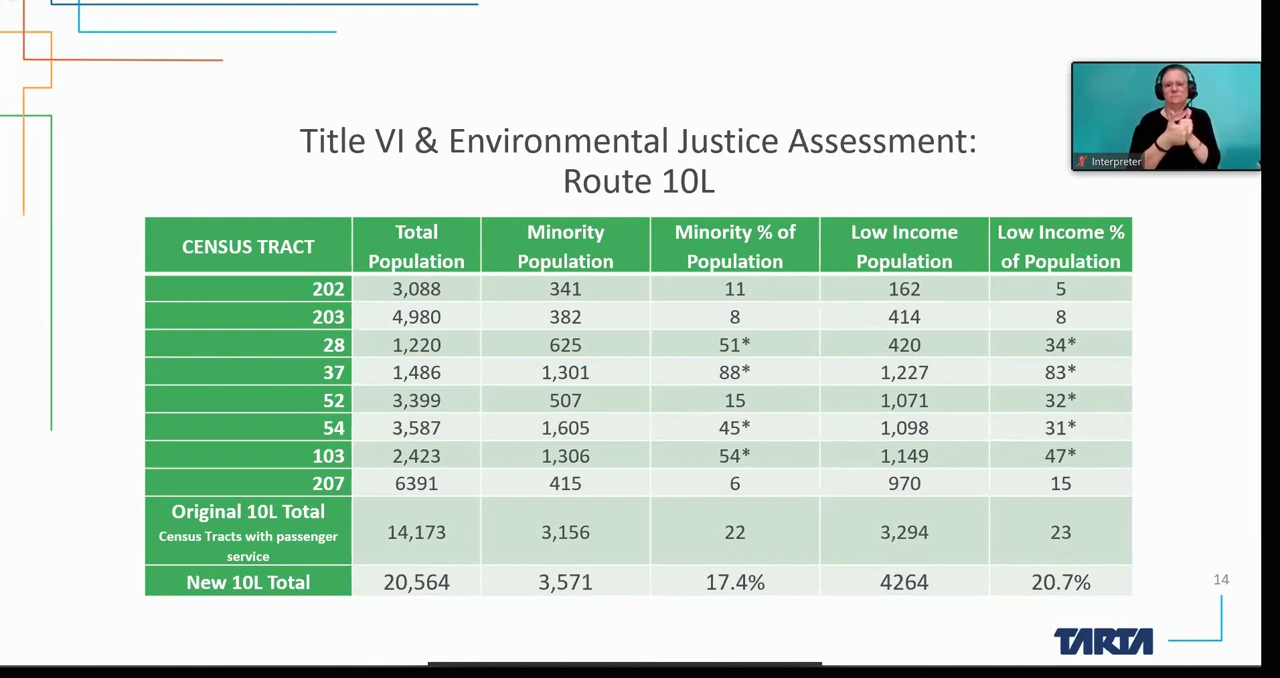 Title VI & Environmental Justice Assessment:
Route 10L
Interpreter
CENSUS TRACT Total Population Minority Population Minority % of Population Low Income Population Low Income % of Population
202 3,088 341 11 162 5
203 4,980 382 8 414 8
28 1,220 625 51* 420 34*
37 1,486 1,301 88* 1,227 83*
52 3,399 507 15 1,071 32*
54 3,587 1,605 45* 1,098 31*
103 2,423 1,306 54* 1,149 47*
207 6391 415 6 970 15
Original 10L Total
Census Tracts with passenger
service 14,173 3,156 22 3,294 23
New 10L Total 20,564 3,571 17.4% 4264 20.7%
14
TARTA